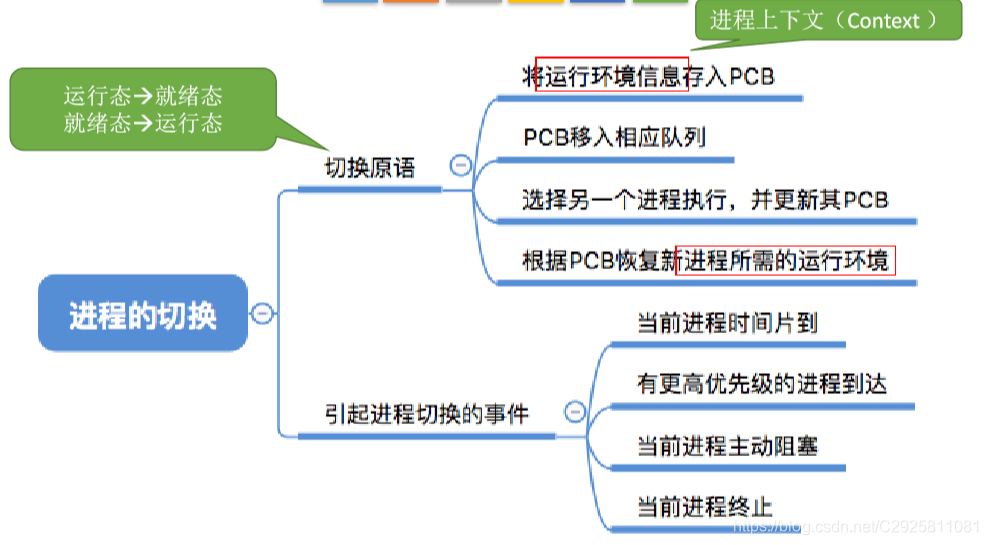 进程上下文（Context ）
将运行环境信息存入PCB
运行态→就绪态
就绪态→运行态
PCB移入相应队列
切换原语
选择另一个进程执行，并更新其PCB
根据PCB恢复新进程所需的运行环境
进程的切换
当前进程时间片到
有更高优先级的进程到达
引起进程切换的事件
当前进程主动阻塞
当前进程终止
https://blog.csdn.net/C2925811081